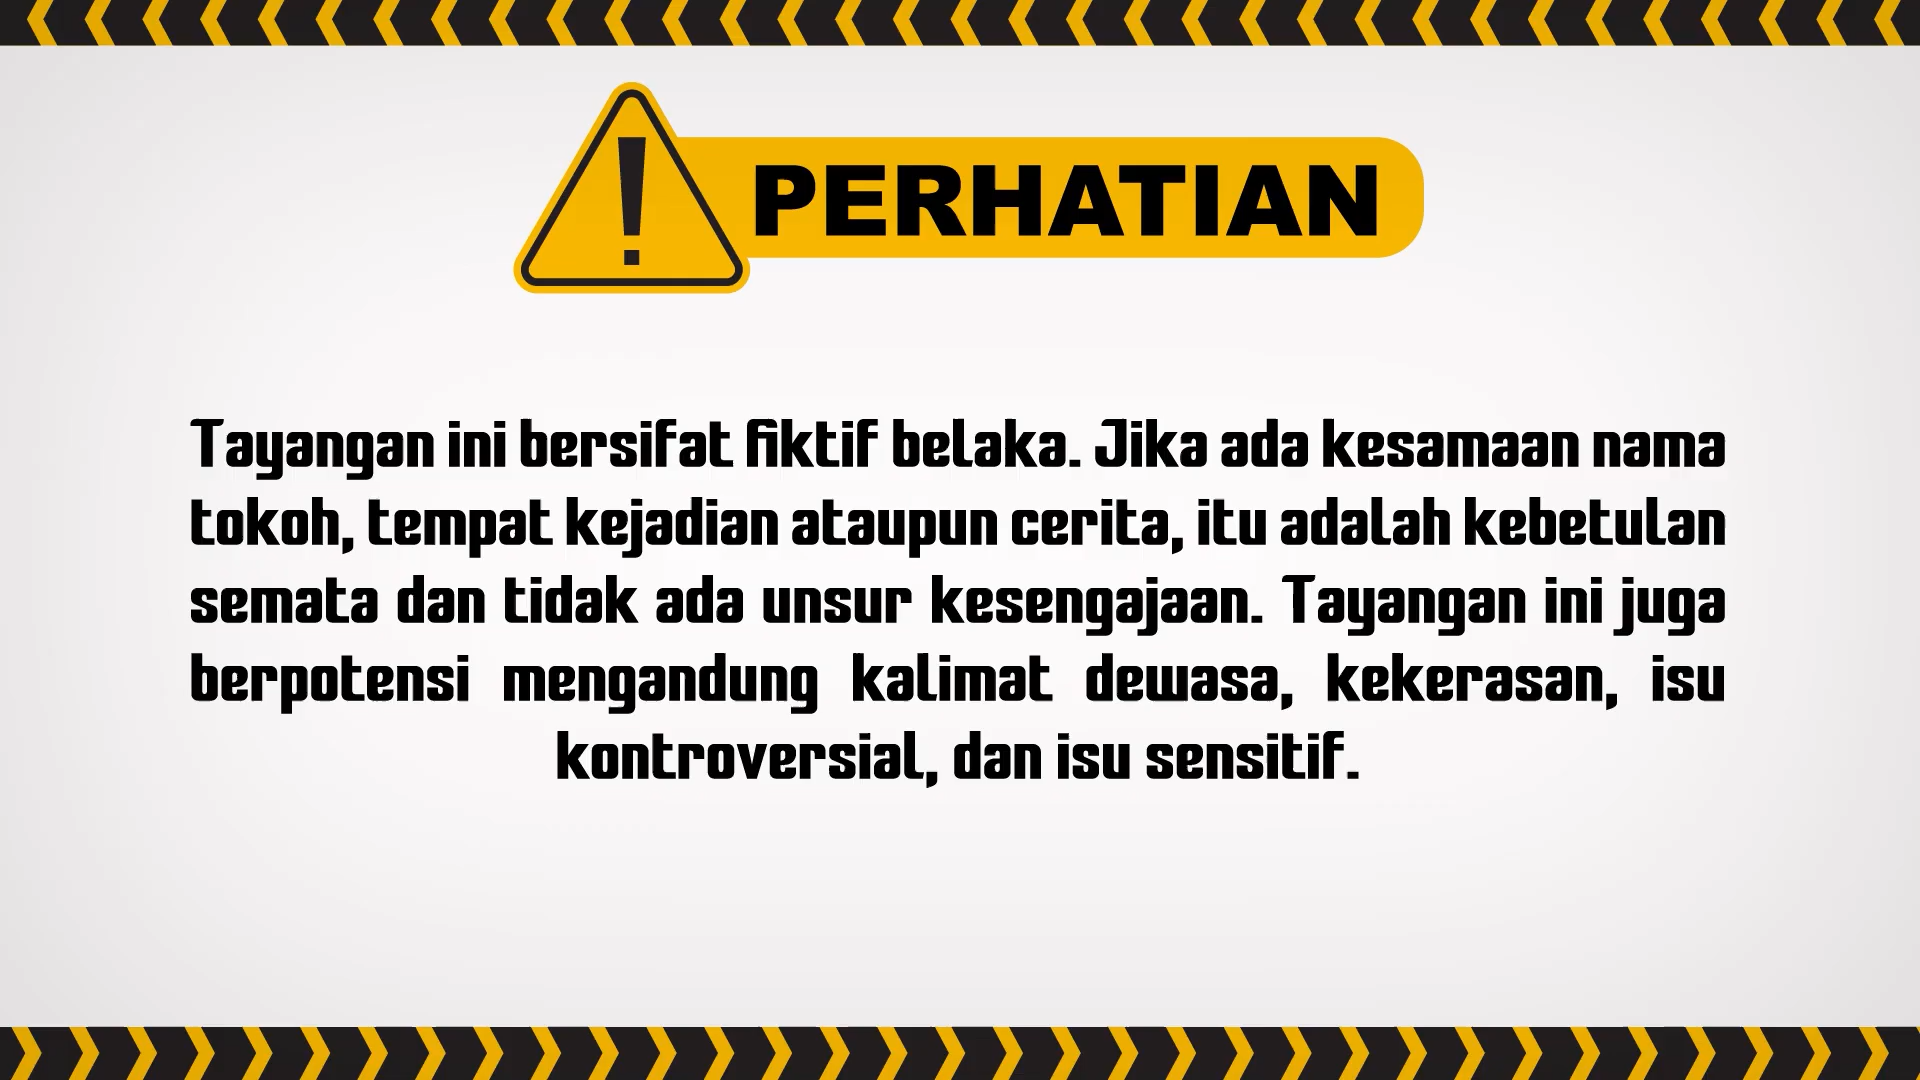 PERHATIAN
Tayangan ini bersifat fiktif belaka. Jika ada kesamaan nama
tokoh, tempat kejadian ataupun cerita, itu adalah kebetulan
semata dan tidak ada unsur kesengajaan. Tayangan ini juga
berpotensi mengandung kalimat dewasa, kekerasan, isu
kontroversial, dan isu sensitif.